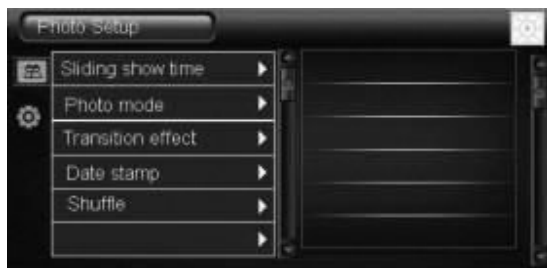 Photo Setup
Sliding show time
Photo mode
Transition effect
Date stamp
Shuffle